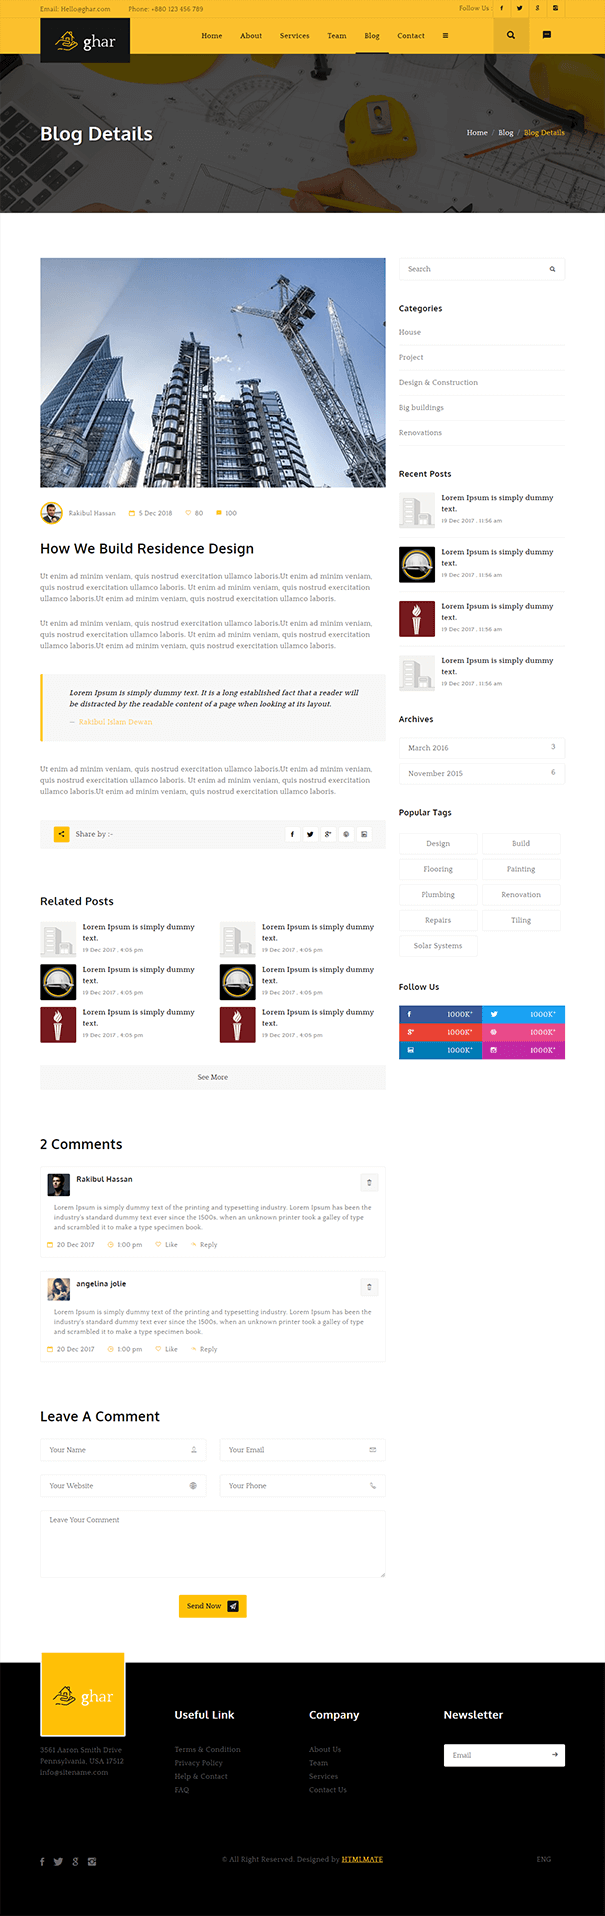 Email: Hello@ghar.com Phone: +880 123 456 789 Follow Us :
ghar Home About Services Team Blog Contact
Blog Details
Home / Blog / Blog Details
Search
Categories
House
Project
Design & Construction
Big buildings
Renovations
Recent Posts
Lorem Ipsum is simply dummy
text.
19 Dec 2017 , 11:56 am
Lorem Ipsum is simply dummy
text.
19 Dec 2017 , 11:56 am
Lorem Ipsum is simply dummy
text.
19 Dec 2017 , 11:56 am
Lorem Ipsum is simply dummy
text.
19 Dec 2017 , 11:56 am
Archives
March 2016 3
November 2015 6
Popular Tags
Design Build
Flooring Painting
Plumbing Renovation
Repairs Tiling
Solar Systems
Follow Us
1000K+ 1000K+
1000K+ 1000K+
1000K+ 1000K+
Rakibul Hassan 5 Dec 2018 80 100
How We Build Residence Design
Ut enim ad minim veniam, quis nostrud exercitation ullamco laboris.Ut enim ad minim veniam,
quis nostrud exercitation ullamco laboris. Ut enim ad minim veniam, quis nostrud exercitation
ullamco laboris.Ut enim ad minim veniam, quis nostrud exercitation ullamco laboris.
Ut enim ad minim veniam, quis nostrud exercitation ullamco laboris.Ut enim ad minim veniam,
quis nostrud exercitation ullamco laboris. Ut enim ad minim veniam, quis nostrud exercitation
ullamco laboris.Ut enim ad minim veniam, quis nostrud exercitation ullamco laboris.
Lorem Ipsum is simply dummy text. It is a long established fact that a reader will
be distracted by the readable content of a page when looking at its layout.
— Rakibul Islam Dewan
Ut enim ad minim veniam, quis nostrud exercitation ullamco laboris.Ut enim ad minim veniam,
quis nostrud exercitation ullamco laboris. Ut enim ad minim veniam, quis nostrud exercitation
ullamco laboris.Ut enim ad minim veniam, quis nostrud exercitation ullamco laboris.
Share by :-
Related Posts
Lorem Ipsum is simply dummy
text.
19 Dec 2017 , 4:05 pm
Lorem Ipsum is simply dummy
text.
19 Dec 2017 , 4:05 pm
Lorem Ipsum is simply dummy
text.
19 Dec 2017 , 4:05 pm
Lorem Ipsum is simply dummy
text.
19 Dec 2017 , 4:05 pm
Lorem Ipsum is simply dummy
text.
19 Dec 2017 , 4:05 pm
Lorem Ipsum is simply dummy
text.
19 Dec 2017 , 4:05 pm
See More
2 Comments
Rakibul Hassan
Lorem Ipsum is simply dummy text of the printing and typesetting industry. Lorem Ipsum has been the
industry's standard dummy text ever since the 1500s, when an unknown printer took a galley of type
and scrambled it to make a type specimen book.
20 Dec 2017 1:00 pm Like Reply
angelina jolie
Lorem Ipsum is simply dummy text of the printing and typesetting industry. Lorem Ipsum has been the
industry's standard dummy text ever since the 1500s, when an unknown printer took a galley of type
and scrambled it to make a type specimen book.
20 Dec 2017 1:00 pm Like Reply
Leave A Comment
Your Name Your Email
Your Website Your Phone
Leave Your Comment
Send Now
ghar
3561 Aaron Smith Drive
Pennsylvania, USA 17512
info@sitename.com
Useful Link
Terms & Condition
Privacy Policy
Help & Contact
FAQ
Company
About Us
Team
Services
Contact Us
Newsletter
Email
© All Right Reserved. Designed by HTMLMATE
ENG